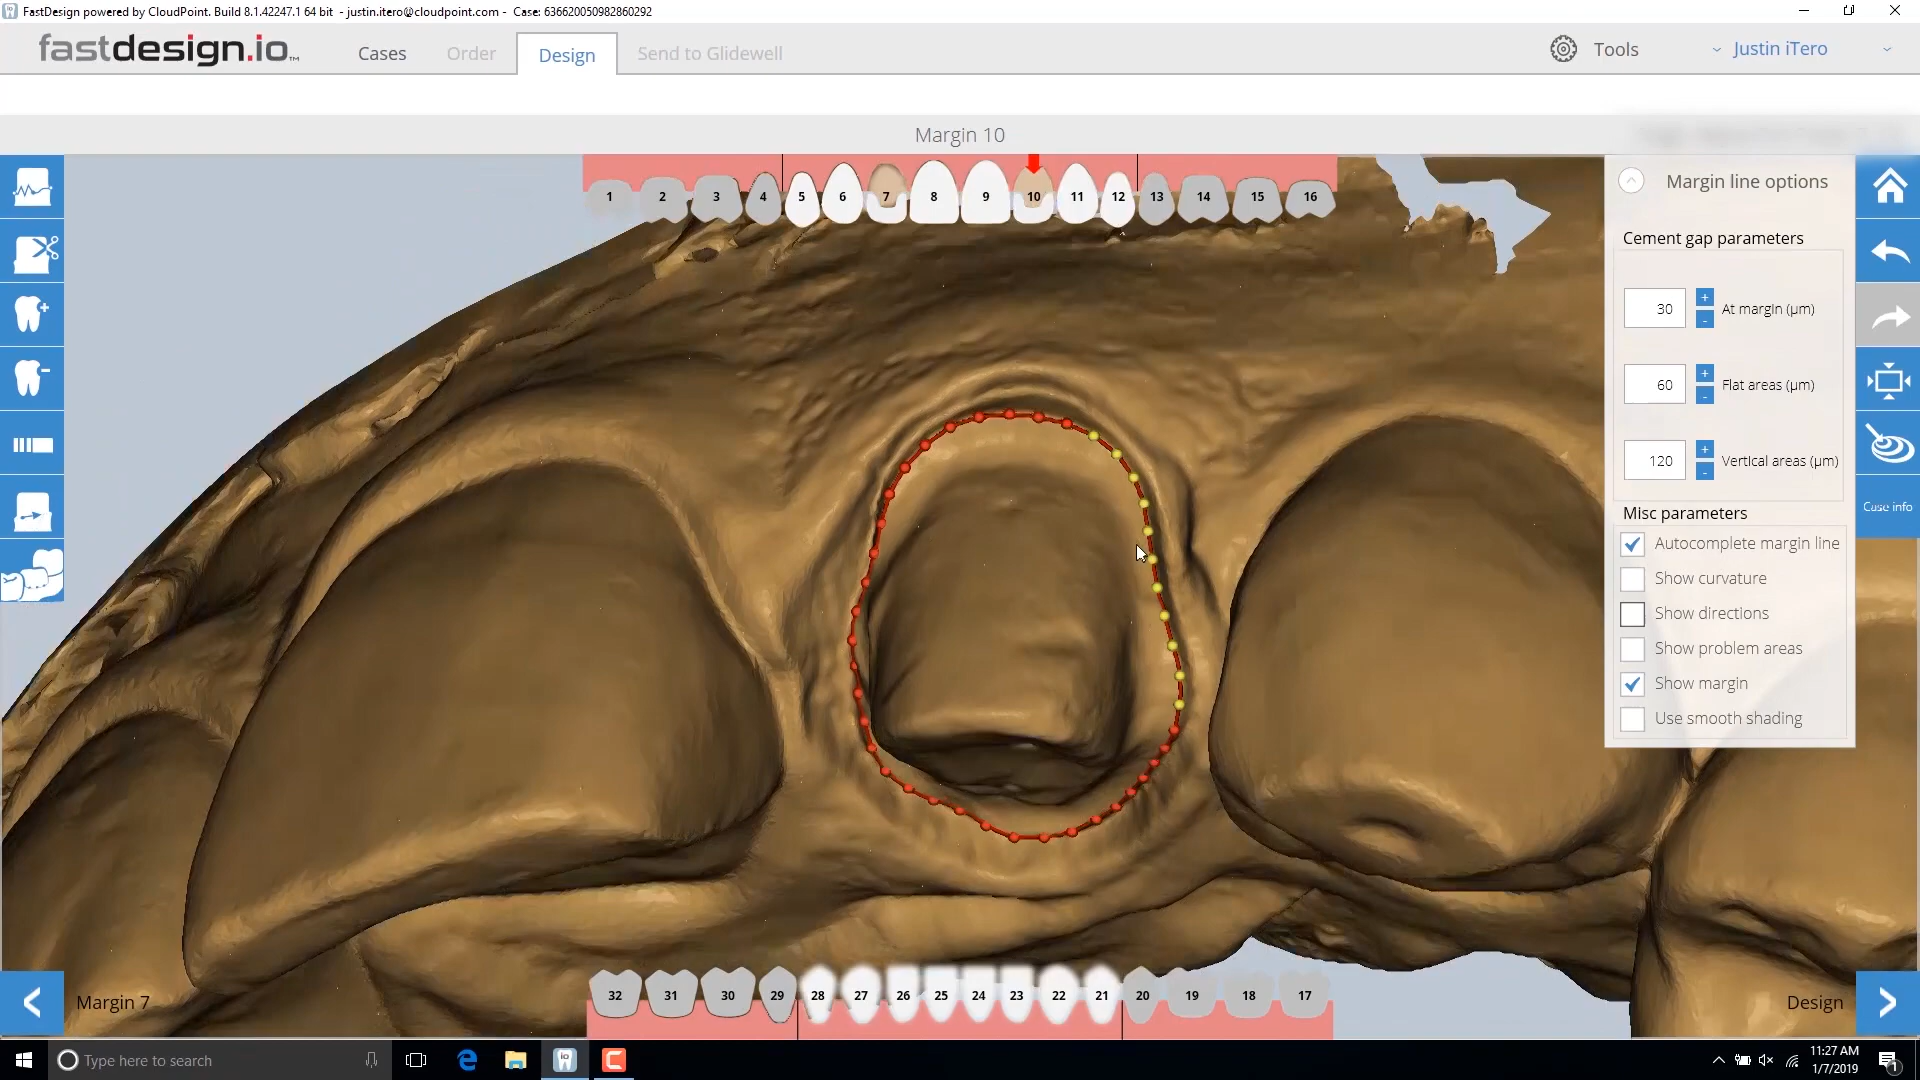 FastDesign powered by CloudPoint. Build 8.1.42247.1 64 bit - justin.itero@cloudpoint.com - Case: 636620050982860292
fastdesign.io™
Cases
Order
Design
Send to Glidewell
Tools
Justin iTero
Margin 10
1 2 3 4 5 6 7 8 9 10 11 12 13 14 15 16
Margin line options
Cement gap parameters
30 + - At margin (µm)
60 + - Flat areas (µm)
120 + - Vertical areas (µm)
Misc parameters
Autocomplete margin line
Show curvature
Show directions
Show problem areas
Show margin
Use smooth shading
Case info
32 31 30 29 28 27 26 25 24 23 22 21 20 19 18 17
Margin 7
Design
Type here to search
io
11:27 AM
1/7/2019
1